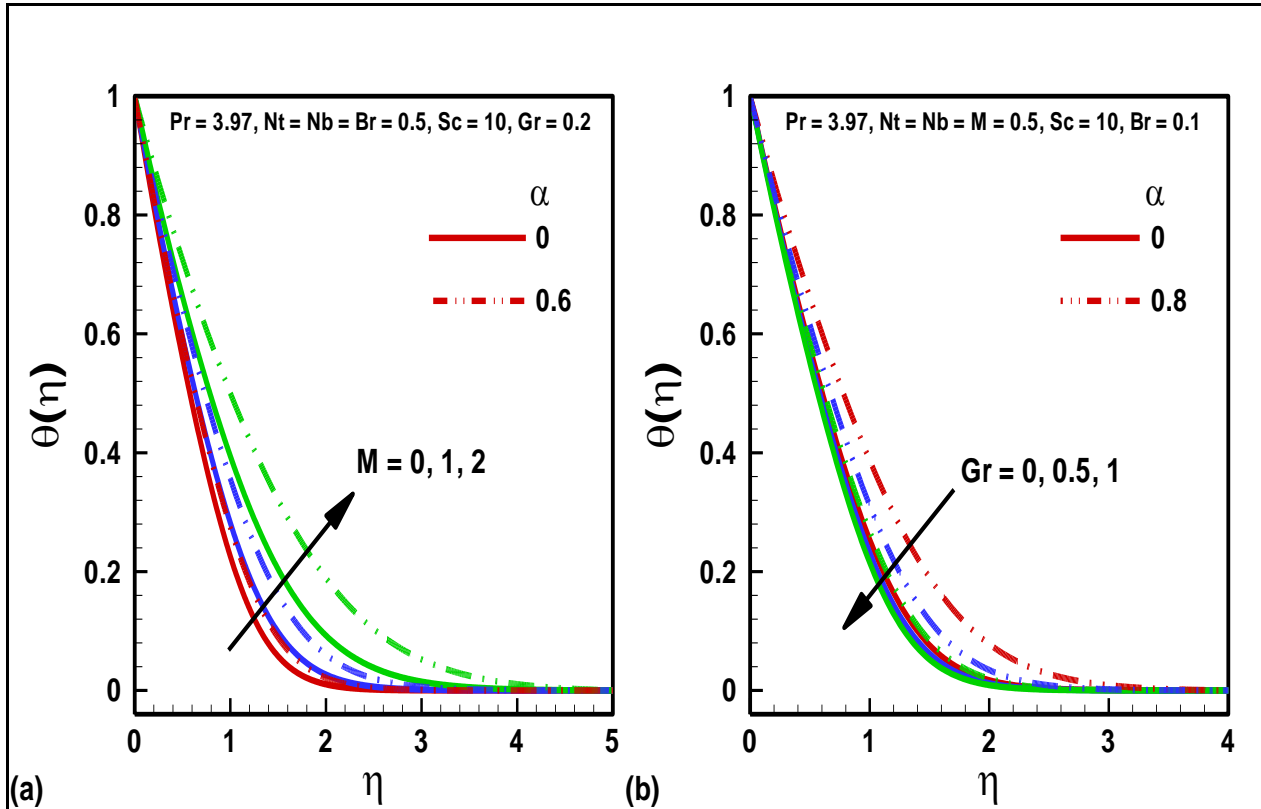 Pr = 3.97, Nt = Nb = Br = 0.5, Sc = 10, Gr = 0.2
α
0
0.6
M = 0, 1, 2
θ(η)
1
0.8
0.6
0.4
0.2
0
0 1 2 3 4 5
η
(a)
Pr = 3.97, Nt = Nb = M = 0.5, Sc = 10, Br = 0.1
α
0
0.8
Gr = 0, 0.5, 1
θ(η)
1
0.8
0.6
0.4
0.2
0
0 1 2 3 4
η
(b)